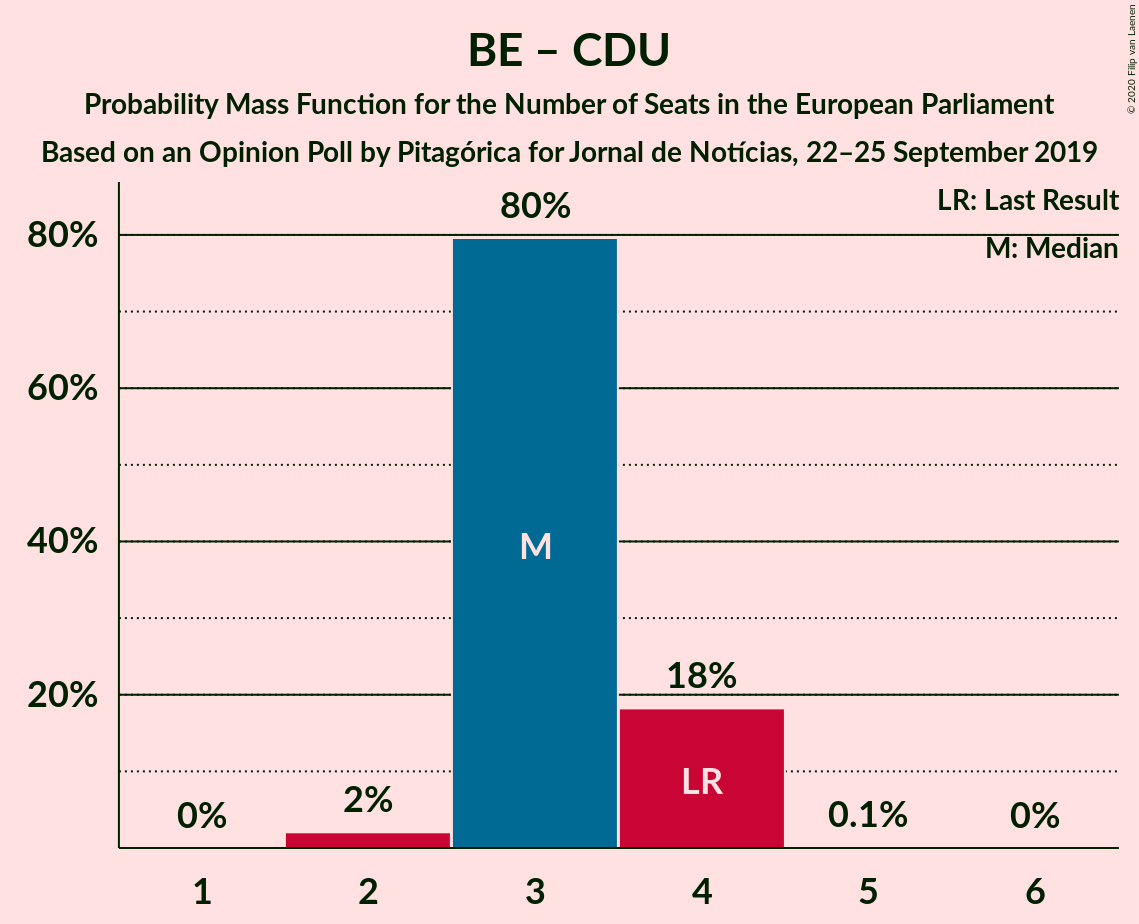 BE – CDU
Probability Mass Function for the Number of Seats in the European Parliament
Based on an Opinion Poll by Pitagórica for Jornal de Notícias, 22–25 September 2019
© 2020 Filip van Laenen
LR: Last Result
M: Median
80%
80%
60%
40%
20%
M
18%
LR
0%
2%
0.1%
0%
1 2 3 4 5 6